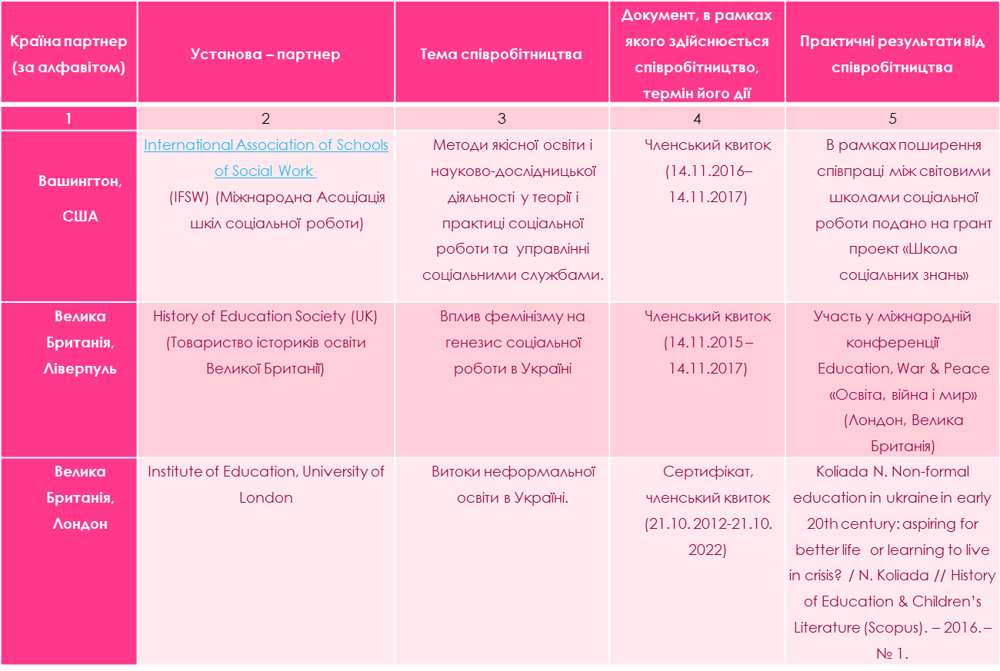 Країна партнер
(за алфавітом)
Установа – партнер
Тема співробітництва
Документ, в рамках
якого здійснюється
співробітництво,
термін його дії
Практичні результати від
співробітництва
1
2
3
4
5
Вашингтон,
США
International Association of Schools
of Social Work
(IFSW) (Міжнародна Асоціація
шкіл соціальної роботи)
Методи якісної освіти і
науково-дослідницької
діяльності у теорії і
практиці соціальної
роботи та управлінні
соціальними службами.
Членський квиток
(14.11.2016–
14.11.2017)
В рамках поширення
співпраці між світовими
школами соціальної
роботи подано на грант
проект «Школа
соціальних знань»
Велика
Британія,
Ліверпуль
History of Education Society (UK)
(Товариство істориків освіти
Великої Британії)
Вплив фемінізму на
генезис соціальної
роботи в Україні
Членський квиток
(14.11.2015 –
14.11.2017)
Участь у міжнародній
конференції
Education, War & Peace
«Освіта, війна і мир»
(Лондон, Велика
Британія)
Велика
Британія,
Лондон
Institute of Education, University of
London
Витоки неформальної
освіти в Україні.
Сертифікат,
членський квиток
(21.10. 2012-21.10.
2022)
Koliada N. Non-formal
education in ukraine in early
20th century: aspiring for
better life or learning to live
in crisis? / N. Koliada // History
of Education & Children’s
Literature (Scopus). – 2016. –
№ 1.